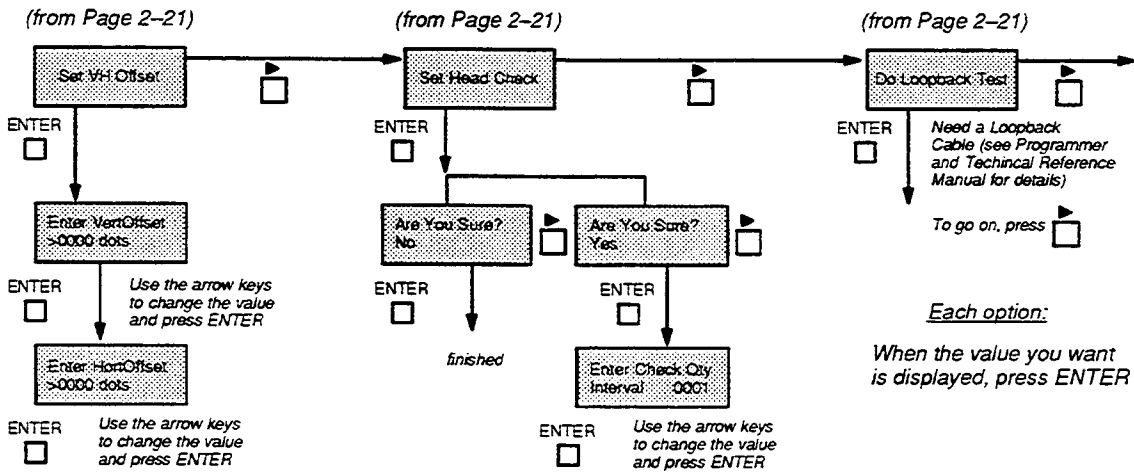 (from Page 2–21)
(from Page 2–21)
(from Page 2–21)
Set VH Offset
Set Head Check
Do Loopback Test
ENTER
ENTER
ENTER
Need a Loopback
Cable (see Programmer
and Techincal Reference
Manual for details)
To go on, press
Enter VertOffset
>0000 dots
Are You Sure?
No
Are You Sure?
Yes
ENTER
Use the arrow keys
to change the value
and press ENTER
ENTER
ENTER
finished
Each option:
When the value you want
is displayed, press ENTER
Enter HoriOffset
>0000 dots
Enter Check Qty
Interval 0001
ENTER
Use the arrow keys
to change the value
and press ENTER
ENTER
Use the arrow keys
to change the value
and press ENTER